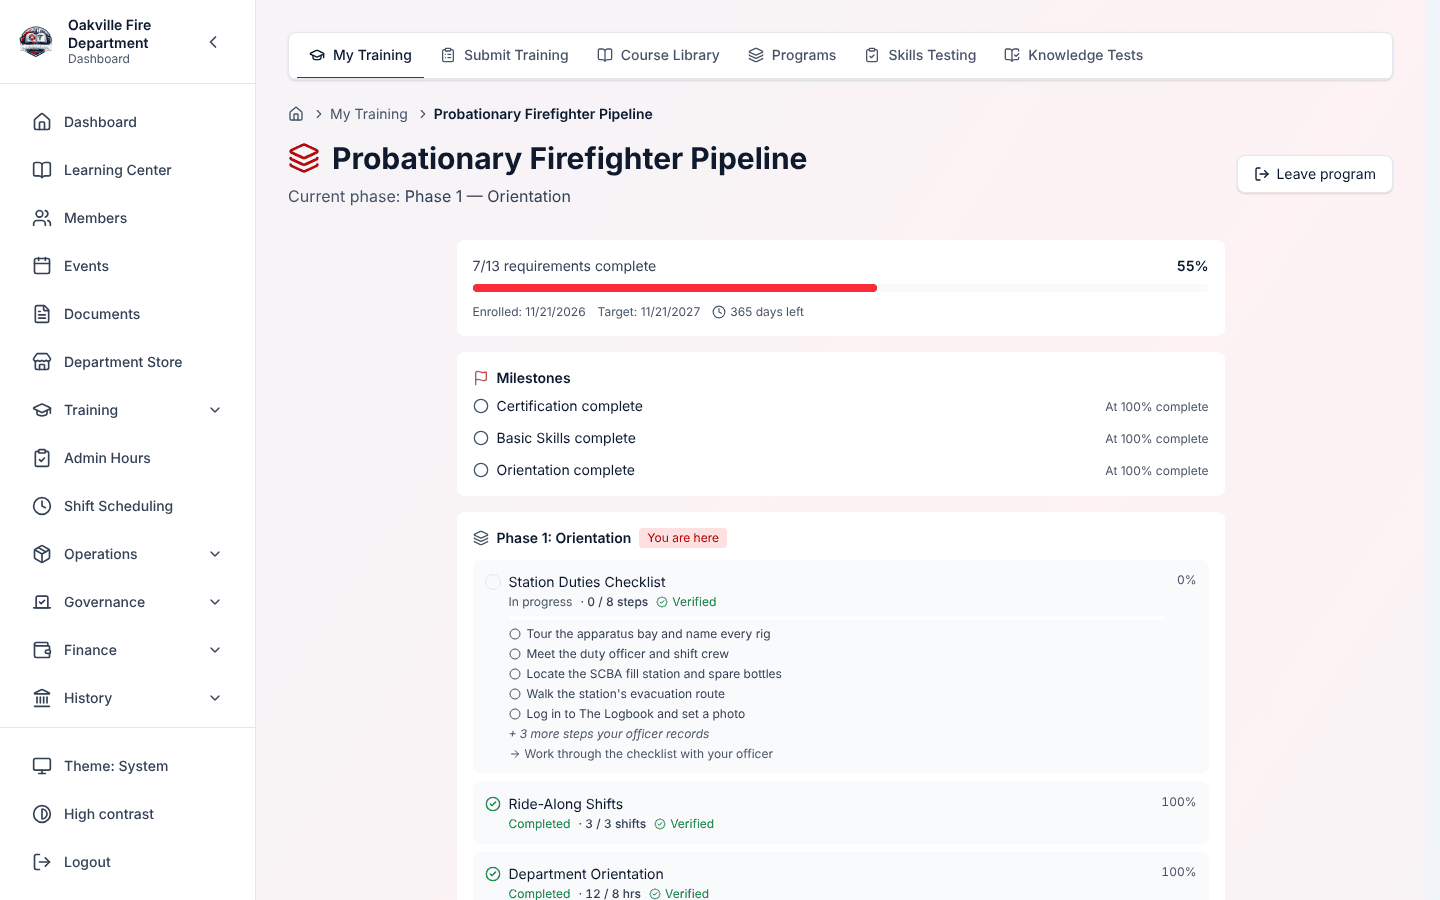 Oakville Fire
Department
Dashboard
Dashboard
Learning Center
Members
Events
Documents
Department Store
Training
Admin Hours
Shift Scheduling
Operations
Governance
Finance
History
Theme: System
High contrast
Logout
My Training
Submit Training
Course Library
Programs
Skills Testing
Knowledge Tests
My Training
Probationary Firefighter Pipeline
Probationary Firefighter Pipeline
Current phase: Phase 1 — Orientation
Leave program
7/13 requirements complete
55%
Enrolled: 11/21/2026
Target: 11/21/2027
365 days left
Milestones
Certification complete
At 100% complete
Basic Skills complete
At 100% complete
Orientation complete
At 100% complete
Phase 1: Orientation
You are here
Station Duties Checklist
0%
In progress · 0 / 8 steps Verified
Tour the apparatus bay and name every rig
Meet the duty officer and shift crew
Locate the SCBA fill station and spare bottles
Walk the station's evacuation route
Log in to The Logbook and set a photo
+ 3 more steps your officer records
→ Work through the checklist with your officer
Ride-Along Shifts
100%
Completed · 3 / 3 shifts Verified
Department Orientation
100%
Completed · 12 / 8 hrs Verified